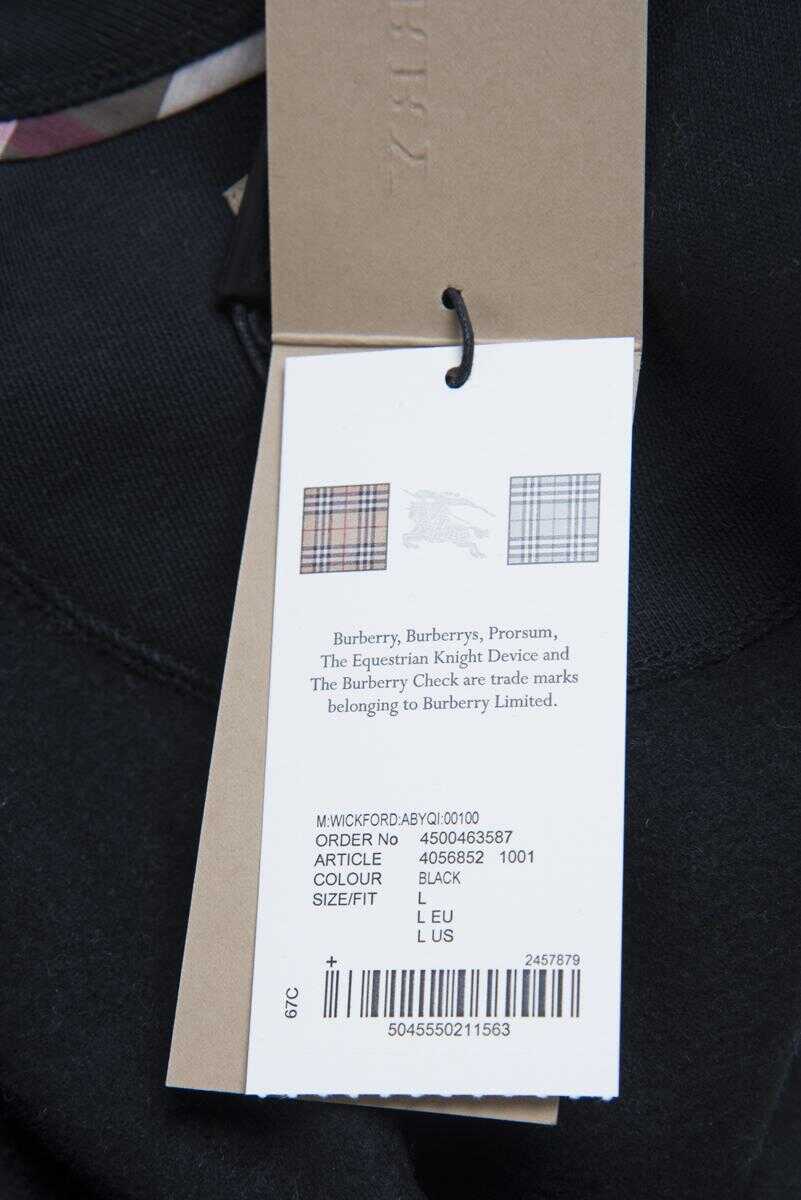 Burberry, Burberrys, Prorsum,
The Equestrian Knight Device and
The Burberry Check are trade marks
belonging to Burberry Limited.
M:WICKFORD:ABYQI:00100
ORDER No 4500463587
ARTICLE 4056852 1001
COLOUR BLACK
SIZE/FIT L
L EU
L US
+ 2457879
67C
5045550211563